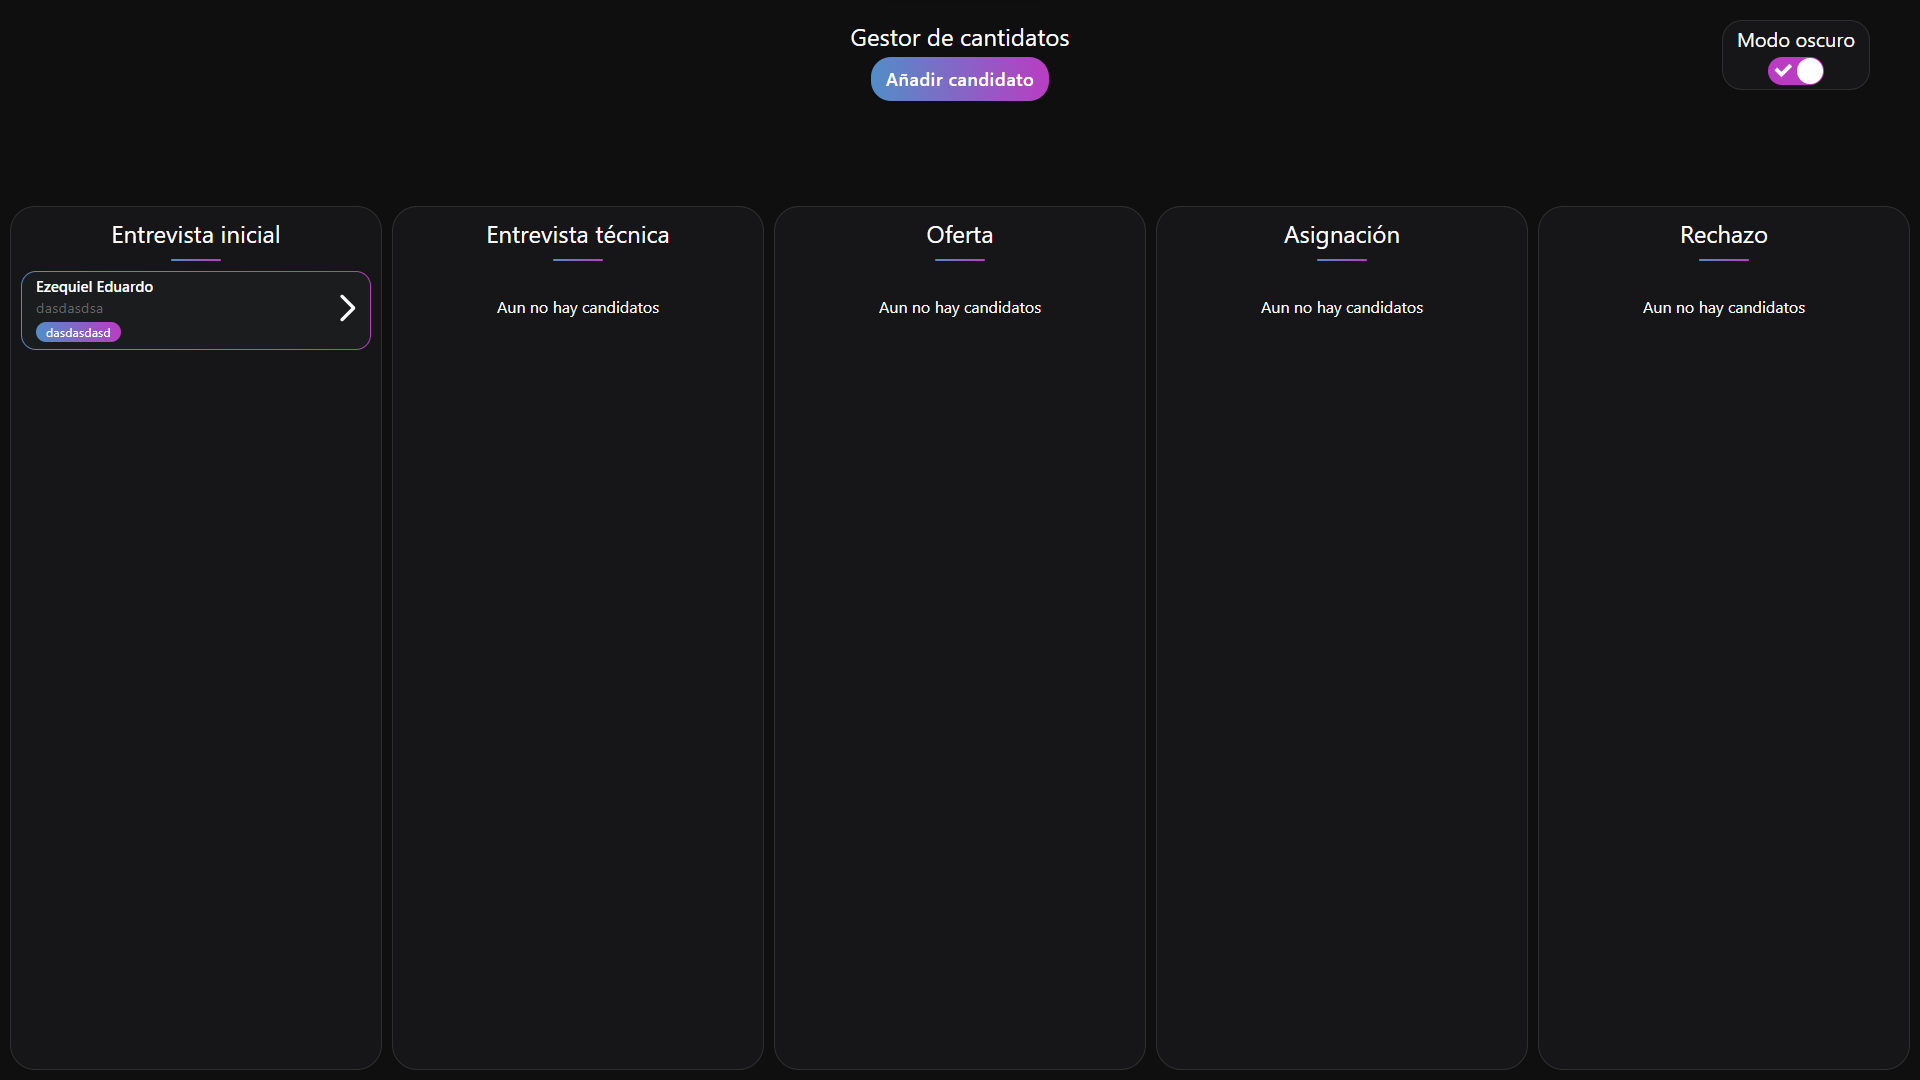 Gestor de cantidatos
Añadir candidato
Modo oscuro
Entrevista inicial
Ezequiel Eduardo
dasdasdsa
dasdasdasd
Entrevista técnica
Aun no hay candidatos
Oferta
Aun no hay candidatos
Asignación
Aun no hay candidatos
Rechazo
Aun no hay candidatos